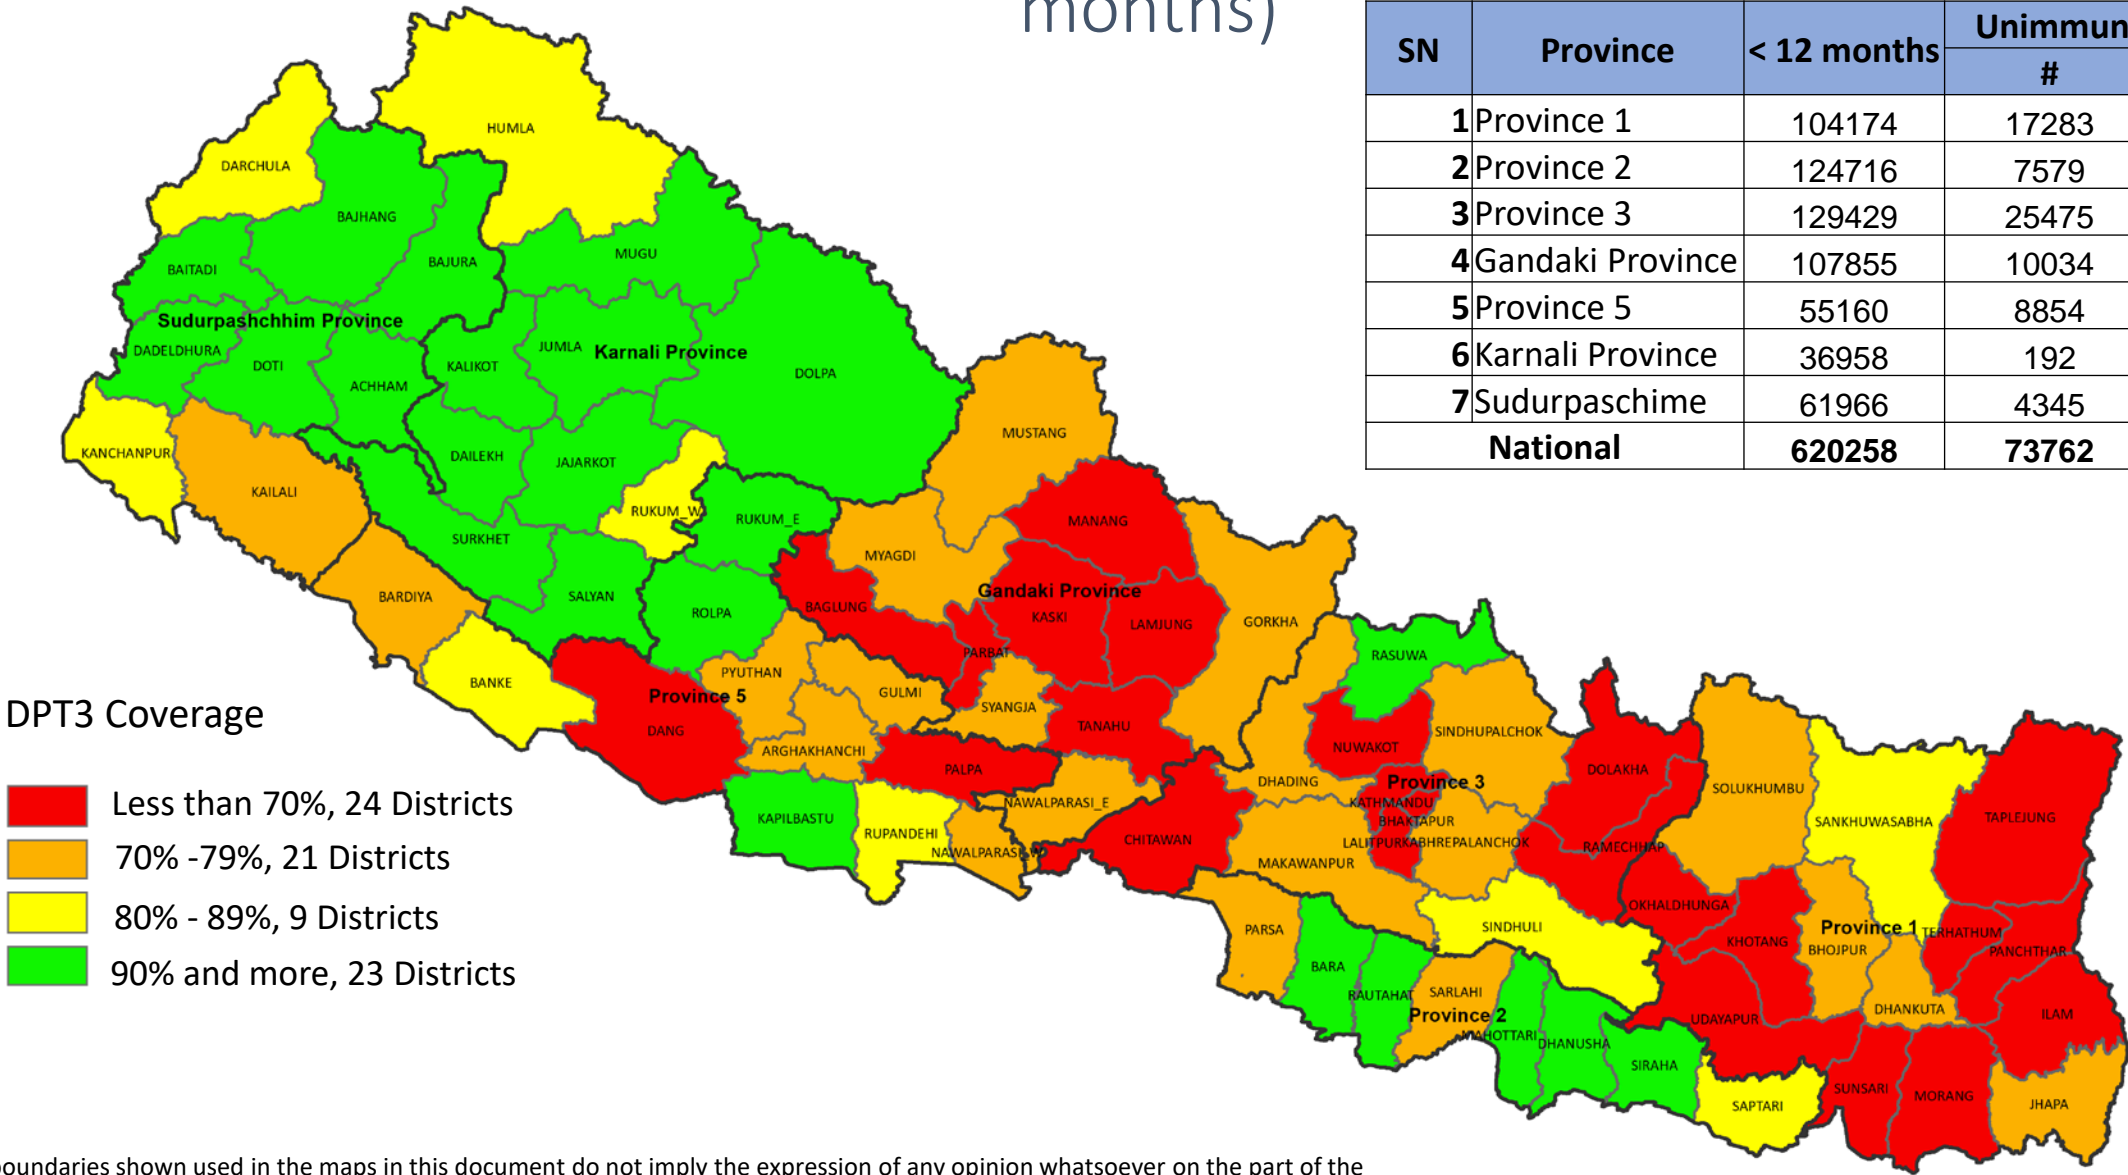 months)
SN Province < 12 months Unimmun
#
1 Province 1 104174 17283
2 Province 2 124716 7579
3 Province 3 129429 25475
4 Gandaki Province 107855 10034
5 Province 5 55160 8854
6 Karnali Province 36958 192
7 Sudurpaschime 61966 4345
National 620258 73762
HUMLA
DARCHULA
BAJHANG
BAJURA
MUGU
BAITADI
Sudurpashchhim Province
DADELDHURA
DOTI
ACHHAM
KALIKOT
JUMLA
Karnali Province
DOLPA
KANCHANPUR
KAILALI
DAILEKH
JAJARKOT
MUSTANG
RUKUM_W
RUKUM_E
SURKHET
MANANG
MYAGDI
BARDIYA
SALYAN
ROLPA
BAGLUNG
Gandaki Province
KASKI
LAMJUNG
GORKHA
PARBAT
RASUWA
BANKE
PYUTHAN
Province 5
GULMI
SYANGJA
TANAHU
DANG
ARGHAKHANCHI
PALPA
NUWAKOT
SINDHUPALCHOK
DOLAKHA
DHADING
Province 3
SOLUKHUMBU
KATHMANDU
BHAKTAPUR
LALITPUR
KABHREPALANCHOK
NAWALPARASI_E
KAPILBASTU
RUPANDEHI
NAWALPARASI_W
CHITAWAN
MAKAWANPUR
RAMECHHAP
SANKHUWASABHA
TAPLEJUNG
OKHALDHUNGA
KHOTANG
Province 1
BHOJPUR
TERHATHUM
PANCHTHAR
PARSA
SINDHULI
BARA
RAUTAHAT
SARLAHI
Province 2
MAHOTTARI
DHANUSHA
SIRAHA
UDAYAPUR
DHANKUTA
ILAM
SAPTARI
SUNSARI
MORANG
JHAPA
DPT3 Coverage
Less than 70%, 24 Districts
70% -79%, 21 Districts
80% - 89%, 9 Districts
90% and more, 23 Districts
boundaries shown used in the maps in this document do not imply the expression of any opinion whatsoever on the part of the